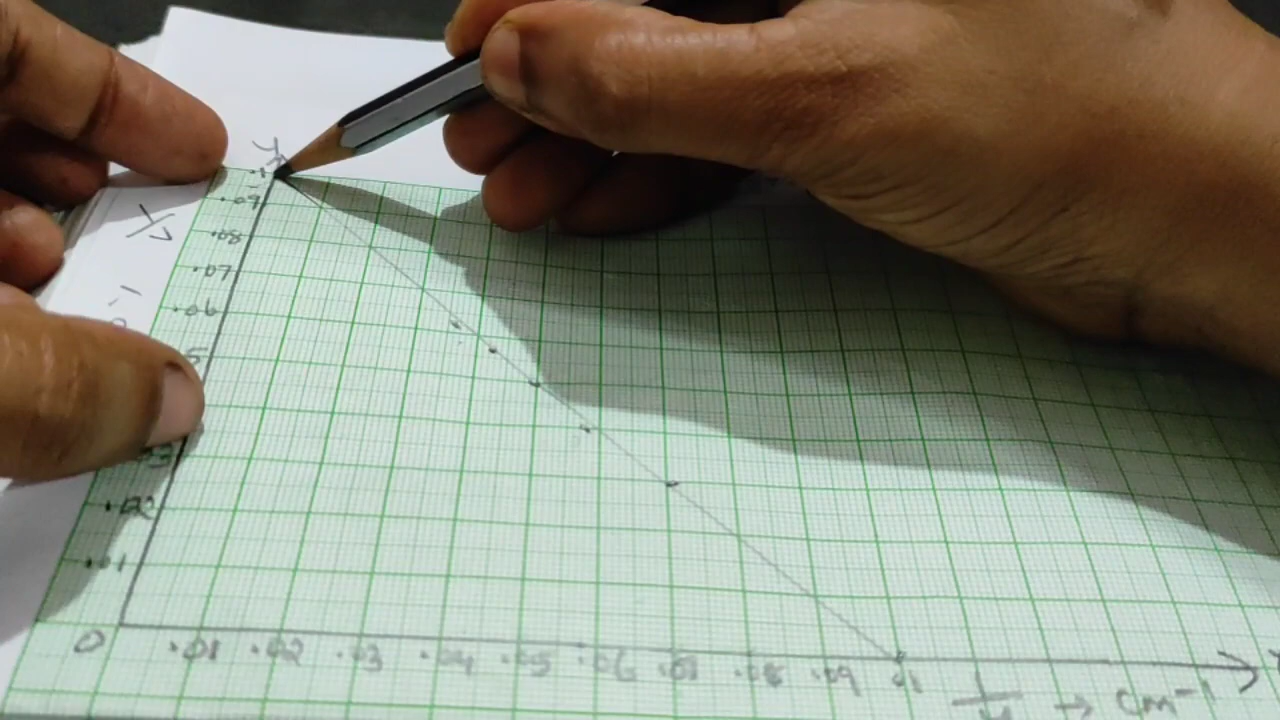 Y
.1
.09
1/V
.08
.07
.06
.02
.01
0 .01 .02 .03 .04 .05 .06 .07 .08 .09 .1
1/u → cm⁻¹